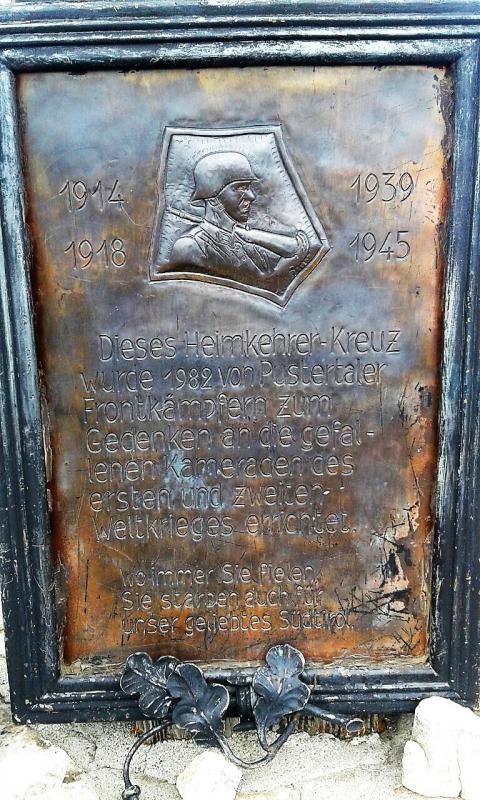 1914 1939
1918 1945
Dieses Heimkehrer-Kreuz
wurde 1982 von Pustertaler
Frontkämpfern zum
Gedenken an die gefal-
lenen Kameraden des
ersten und zweiten
Weltkrieges errichtet.
wo immer Sie fielen,
Sie starben auch für
unser geliebtes Südtirol.